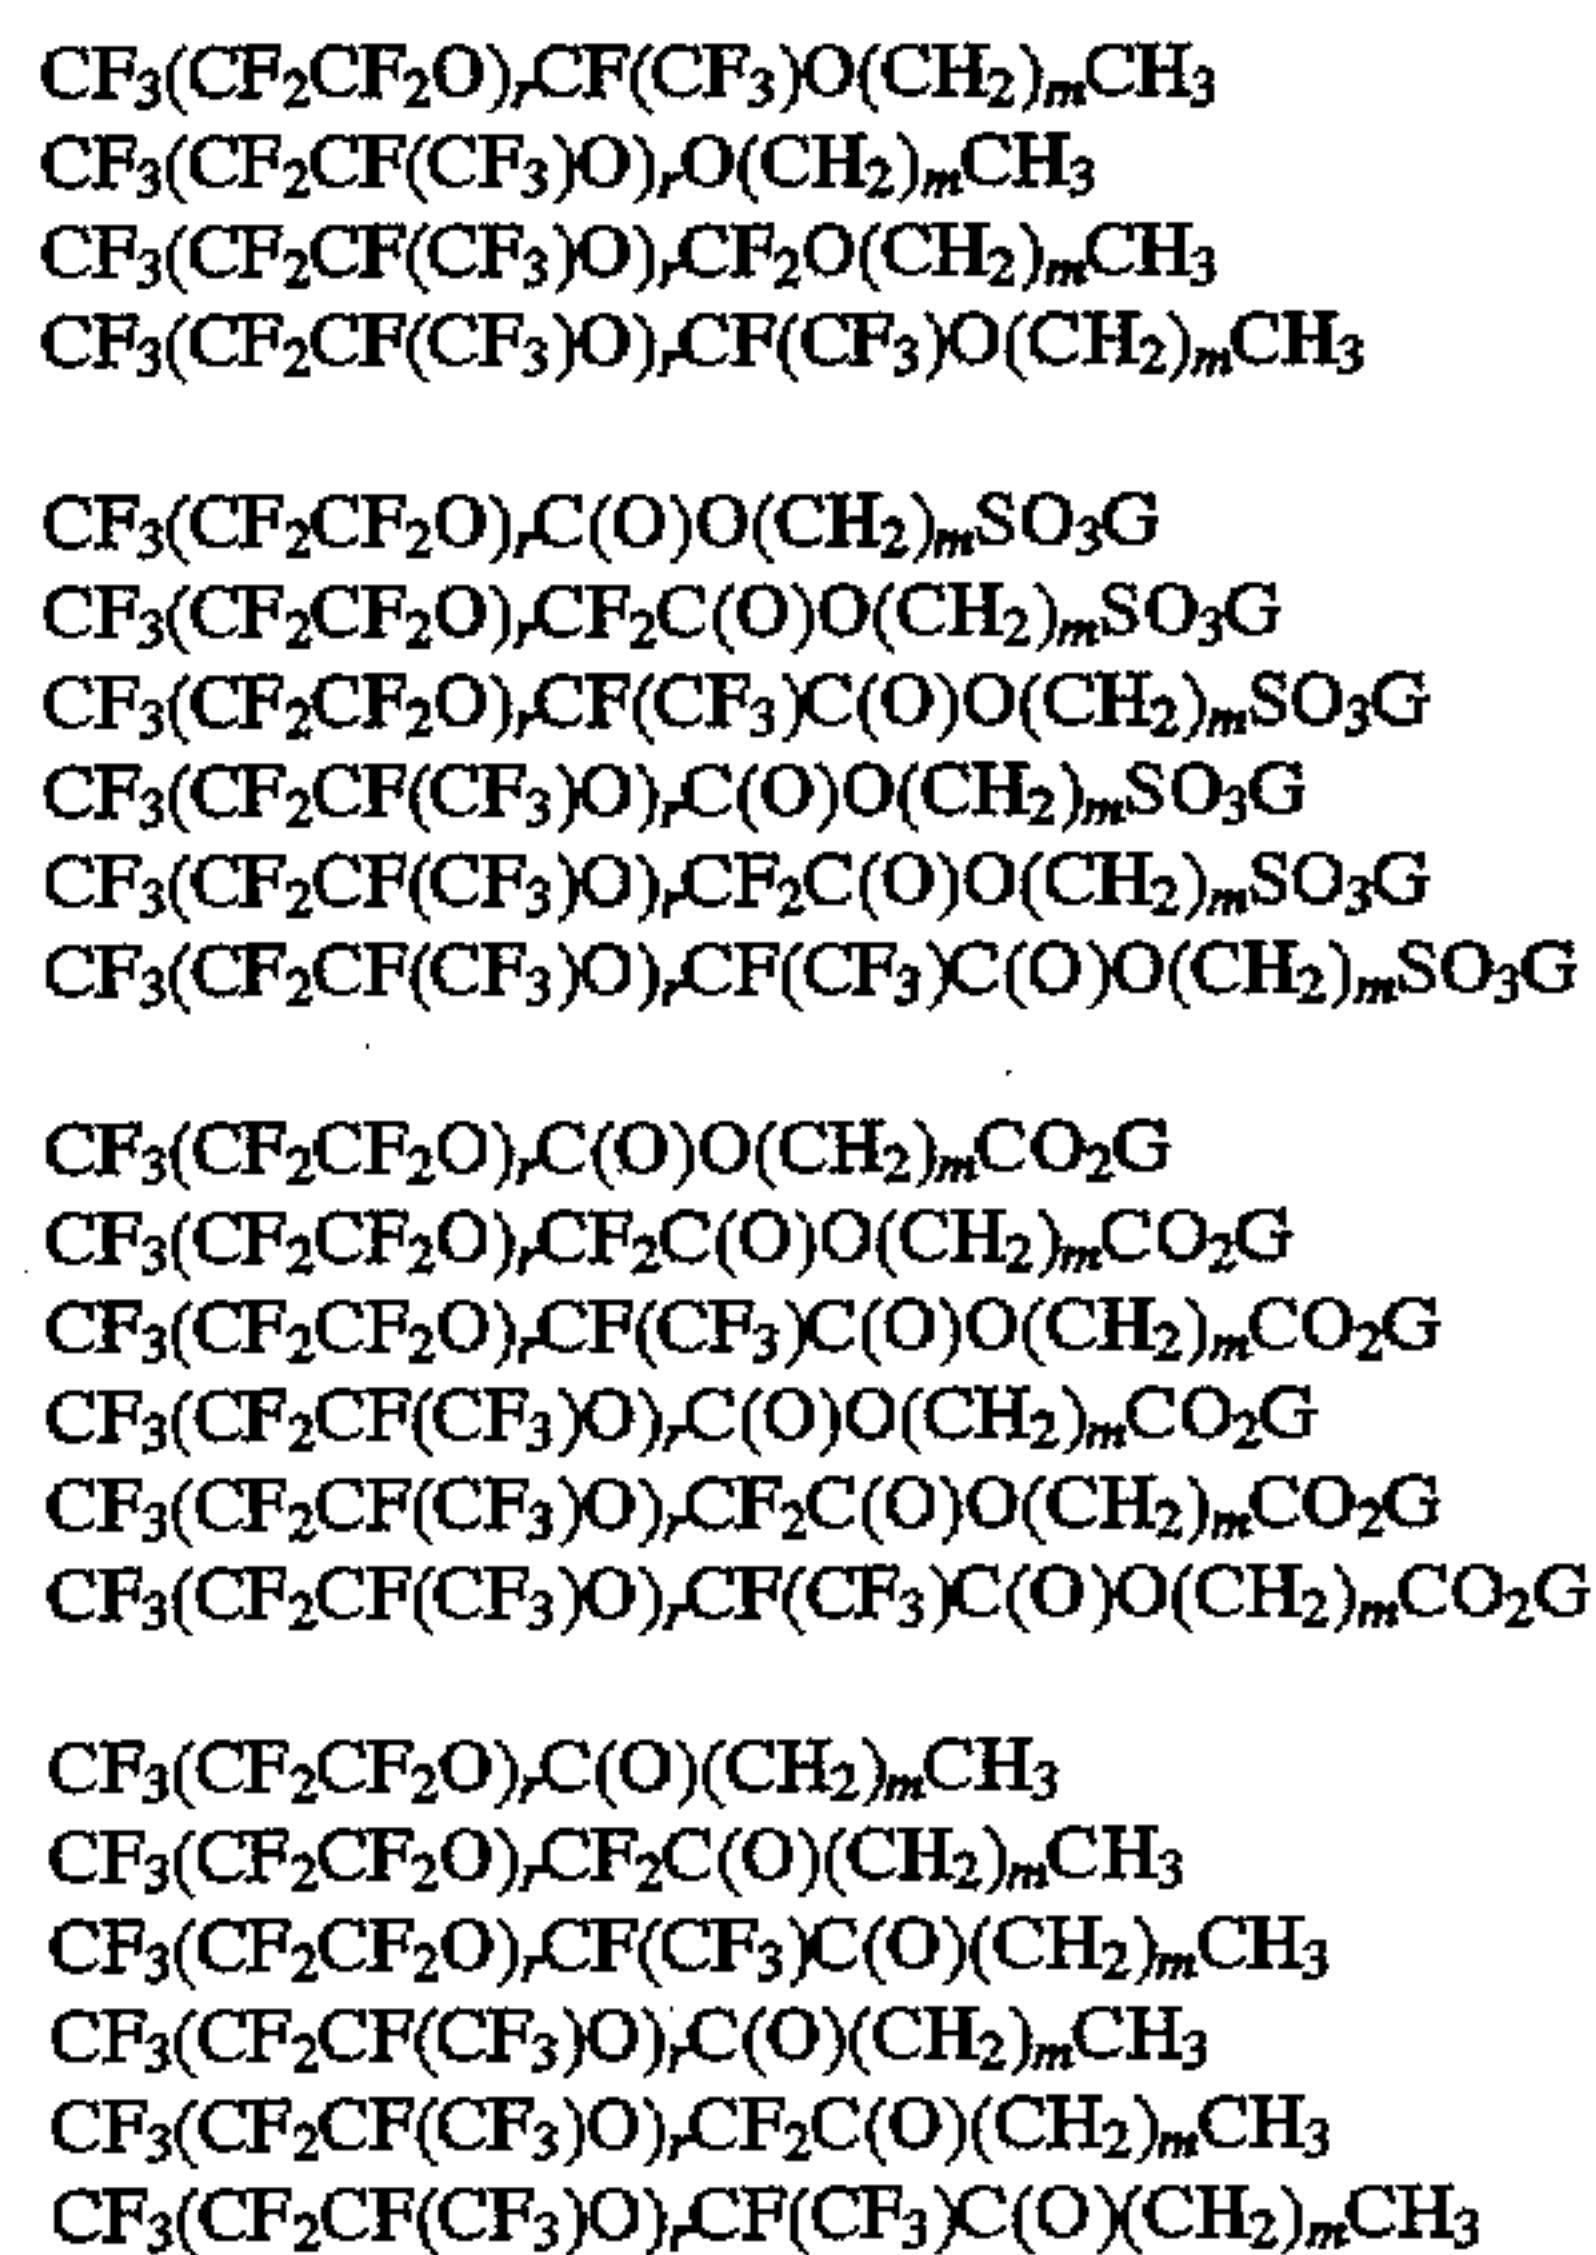 CF₃(CF₂CF₂O)ᵣCF(CF₃)O(CH₂)ₘCH₃
CF₃(CF₂CF(CF₃)O)ᵣO(CH₂)ₘCH₃
CF₃(CF₂CF(CF₃)O)ᵣCF₂O(CH₂)ₘCH₃
CF₃(CF₂CF(CF₃)O)ᵣCF(CF₃)O(CH₂)ₘCH₃
CF₃(CF₂CF₂O)ᵣC(O)O(CH₂)ₘSO₃G
CF₃(CF₂CF₂O)ᵣCF₂C(O)O(CH₂)ₘSO₃G
CF₃(CF₂CF₂O)ᵣCF(CF₃)C(O)O(CH₂)ₘSO₃G
CF₃(CF₂CF(CF₃)O)ᵣC(O)O(CH₂)ₘSO₃G
CF₃(CF₂CF(CF₃)O)ᵣCF₂C(O)O(CH₂)ₘSO₃G
CF₃(CF₂CF(CF₃)O)ᵣCF(CF₃)C(O)O(CH₂)ₘSO₃G
CF₃(CF₂CF₂O)ᵣC(O)O(CH₂)ₘCO₂G
CF₃(CF₂CF₂O)ᵣCF₂C(O)O(CH₂)ₘCO₂G
CF₃(CF₂CF₂O)ᵣCF(CF₃)C(O)O(CH₂)ₘCO₂G
CF₃(CF₂CF(CF₃)O)ᵣC(O)O(CH₂)ₘCO₂G
CF₃(CF₂CF(CF₃)O)ᵣCF₂C(O)O(CH₂)ₘCO₂G
CF₃(CF₂CF(CF₃)O)ᵣCF(CF₃)C(O)O(CH₂)ₘCO₂G
CF₃(CF₂CF₂O)ᵣC(O)(CH₂)ₘCH₃
CF₃(CF₂CF₂O)ᵣCF₂C(O)(CH₂)ₘCH₃
CF₃(CF₂CF₂O)ᵣCF(CF₃)C(O)(CH₂)ₘCH₃
CF₃(CF₂CF(CF₃)O)ᵣC(O)(CH₂)ₘCH₃
CF₃(CF₂CF(CF₃)O)ᵣCF₂C(O)(CH₂)ₘCH₃
CF₃(CF₂CF(CF₃)O)ᵣCF(CF₃)C(O)(CH₂)ₘCH₃